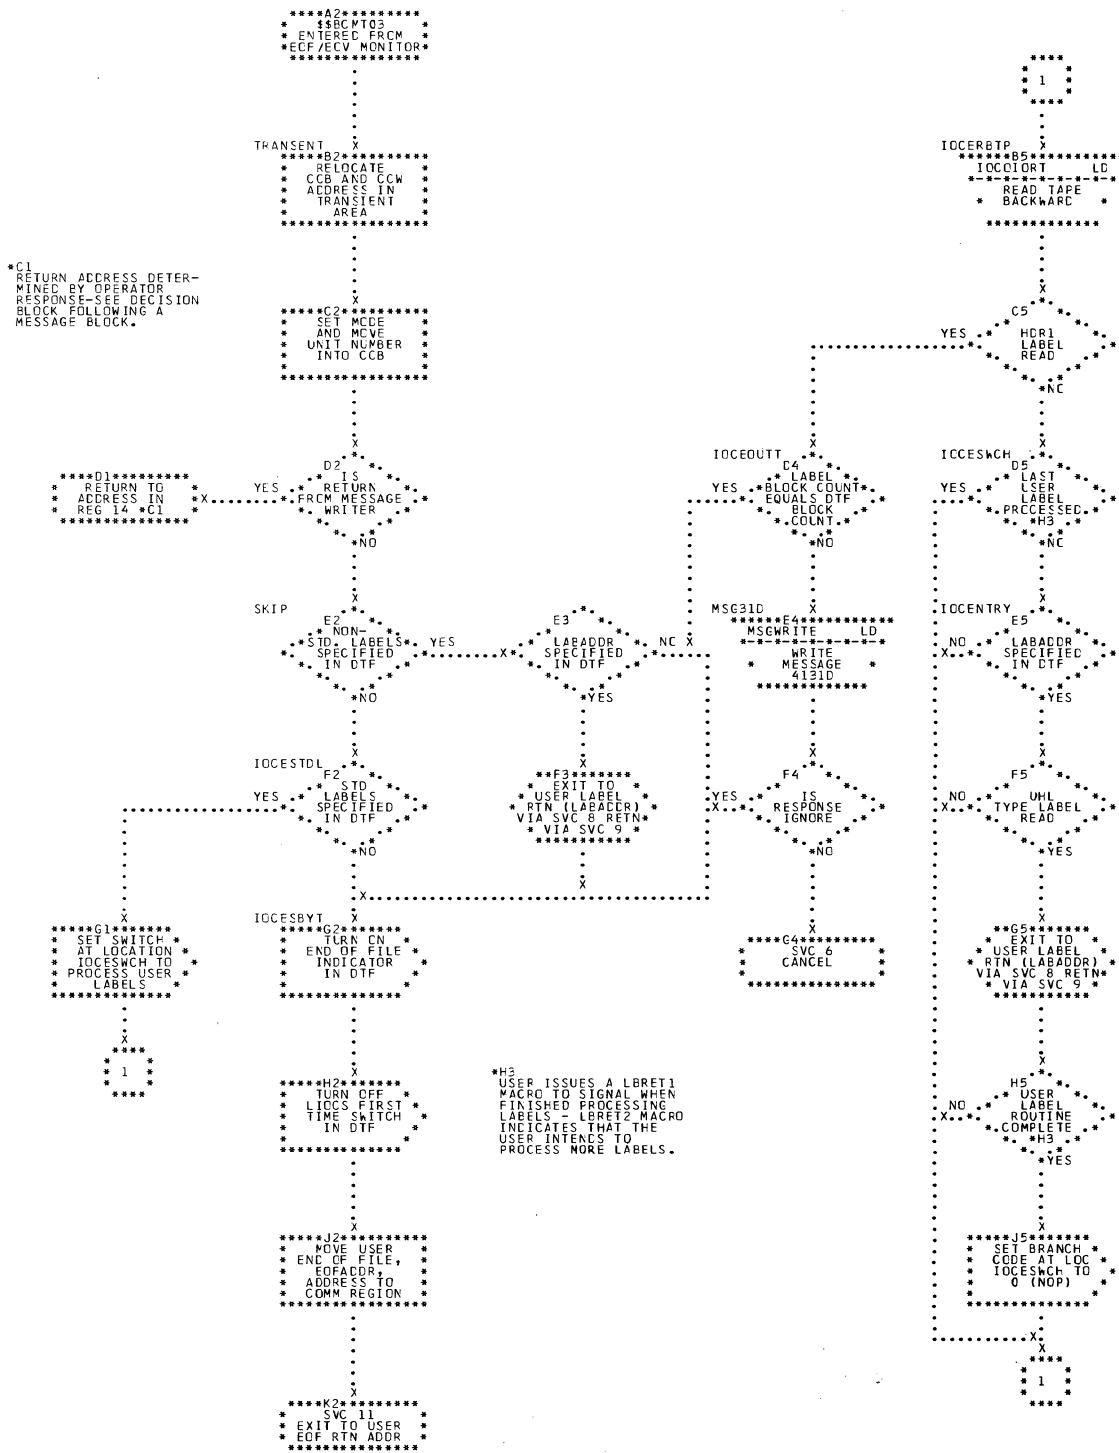 A2
$$BCMT03
ENTERED FRCM
ECF/ECV MONITOR
TRANSENT
B2
RELOCATE
CCB AND CCW
ADDRESS IN
TRANSIENT
AREA
*C1
RETURN ADDRESS DETER-
MINED BY OPERATOR
RESPONSE-SEE DECISION
BLOCK FOLLOWING A
MESSAGE BLOCK.
C2
SET MCDE
AND MCVE
UNIT NUMBER
INTO CCB
D1
RETURN TO
ADDRESS IN
REG 14 *C1
YES
D2
IS
RETURN
FRCM MESSAGE
WRITER
NO
SKIP
E2
NON-
STD. LABELS
SPECIFIED
IN DTF
YES
NO
E3
LABADDR
SPECIFIED
IN DTF
NC
YES
IOCESTDL
F2
STD
LABELS
SPECIFIED
IN DTF
YES
NO
F3
EXIT TO
USER LABEL
RTN (LABADDR)
VIA SVC 8 RETN
VIA SVC 9
G1
SET SWITCH
AT LOCATION
IOCESWCH TO
PROCESS USER
LABELS
1
IOCESBYT
G2
TURN CN
END OF FILE
INDICATOR
IN DTF
H2
TURN OFF
LIOCS FIRST
TIME SWITCH
IN DTF
*H3
USER ISSUES A LBRET1
MACRO TO SIGNAL WHEN
FINISHED PROCESSING
LABELS - LBRET2 MACRO
INDICATES THAT THE
USER INTENDS TO
PROCESS MORE LABELS.
J2
MOVE USER
END OF FILE,
EOFADDR,
ADDRESS TO
COMM REGION
K2
SVC 11
EXIT TO USER
EOF RTN ADDR
IOCEOUTT
D4
LABEL
BLOCK COUNT
EQUALS DTF
BLOCK
COUNT
YES
NO
MSG31D
E4
MSGWRITE LD
WRITE
MESSAGE
4131D
F4
IS
RESPONSE
IGNORE
YES
NO
G4
SVC 6
CANCEL
1
IOCERBTP
B5
IOCOIORT LD
READ TAPE
BACKWARD
C5
HDR1
LABEL
READ
YES
NC
ICCESWCH
D5
LAST
USER
LABEL
PRCCESSED
*H3
YES
NC
IOCENTRY
E5
LABADDR
SPECIFIED
IN DTF
NO
YES
F5
UHL
TYPE LABEL
READ
NO
YES
G5
EXIT TO
USER LABEL
RTN (LABADDR)
VIA SVC 8 RETN
VIA SVC 9
H5
USER
LABEL
ROUTINE
COMPLETE
*H3
NO
YES
J5
SET BRANCH
CODE AT LOC
IOCESWCH TO
0 (NOP)
1